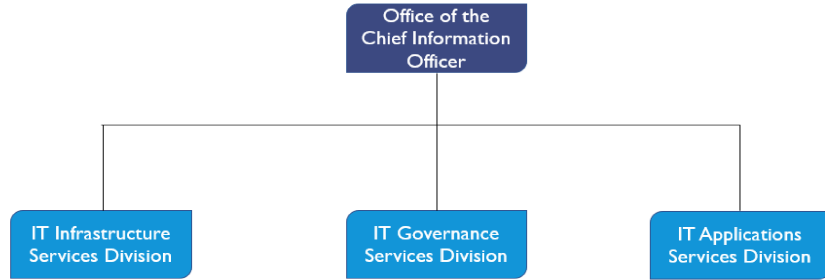 Office of the
Chief Information
Officer
IT Infrastructure
Services Division
IT Governance
Services Division
IT Applications
Services Division